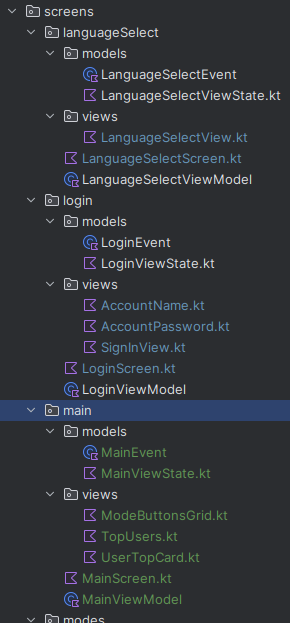 screens
languageSelect
models
LanguageSelectEvent
LanguageSelectViewState.kt
views
LanguageSelectView.kt
LanguageSelectScreen.kt
LanguageSelectViewModel
login
models
LoginEvent
LoginViewState.kt
views
AccountName.kt
AccountPassword.kt
SignInView.kt
LoginScreen.kt
LoginViewModel
main
models
MainEvent
MainViewState.kt
views
ModeButtonsGrid.kt
TopUsers.kt
UserTopCard.kt
MainScreen.kt
MainViewModel
modes